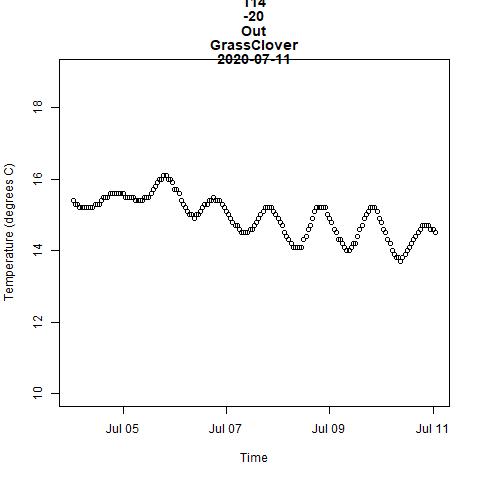 114
-20
Out
GrassClover
2020-07-11
Temperature (degrees C)
18
16
14
12
10
Jul 05
Jul 07
Jul 09
Jul 11
Time